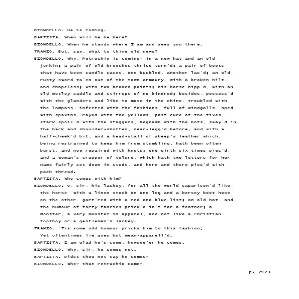 BIONDELLO. He is coming.
BAPTISTA. When will he be here?
BIONDELLO. When he stands where I am and sees you there.
TRANIO. But, say, what to thine old news?
BIONDELLO. Why, Petruchio is coming- in a new hat and an old
jerkin; a pair of old breeches thrice turn'd; a pair of boots
that have been candle-cases, one buckled, another lac'd; an old
rusty sword ta'en out of the town armoury, with a broken hilt,
and chapeless; with two broken points; his horse hipp'd, with an
old motley saddle and stirrups of no kindred; besides, possess'd
with the glanders and like to mose in the chine, troubled with
the lampass, infected with the fashions, full of windgalls, sped
with spavins, rayed with the yellows, past cure of the fives,
stark spoil'd with the staggers, begnawn with the bots, sway'd in
the back and shoulder-shotten, near-legg'd before, and with a
half-cheek'd bit, and a head-stall of sheep's leather which,
being restrained to keep him from stumbling, hath been often
burst, and now repaired with knots; one girth six times piec'd,
and a woman's crupper of velure, which hath two letters for her
name fairly set down in studs, and here and there piec'd with
pack-thread.
BAPTISTA. Who comes with him?
BIONDELLO. O, sir, his lackey, for all the world caparison'd like
the horse- with a linen stock on one leg and a kersey boot-hose
on the other, gart'red with a red and blue list; an old hat, and
the humour of forty fancies prick'd in't for a feather; a
monster, a very monster in apparel, and not like a Christian
footboy or a gentleman's lackey.
TRANIO. 'Tis some odd humour pricks him to this fashion;
Yet oftentimes he goes but mean-apparell'd.
BAPTISTA. I am glad he's come, howsoe'er he comes.
BIONDELLO. Why, sir, he comes not.
BAPTISTA. Didst thou not say he comes?
BIONDELLO. Who? that Petruchio came?